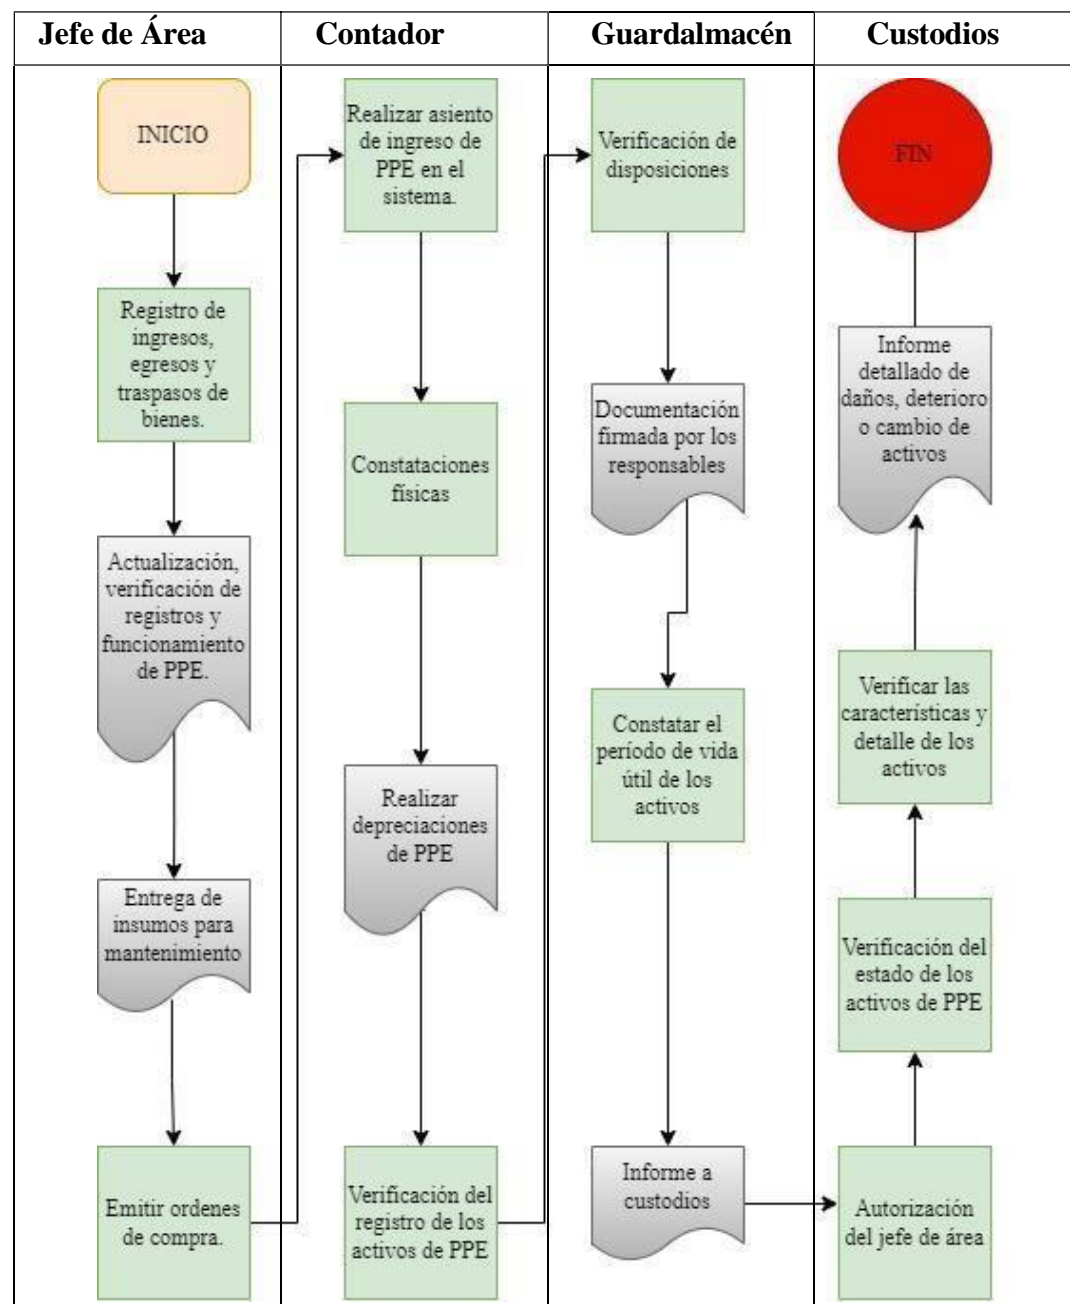 Jefe de Área
Contador
Guardalmacén
Custodios
INICIO
Registro de
ingresos,
egresos y
traspasos de
bienes.
Actualización,
verificación de
registros y
funcionamiento
de PPE.
Entrega de
insumos para
mantenimiento
Emitir ordenes
de compra.
Realizar asiento
de ingreso de
PPE en el
sistema.
Constataciones
físicas
Realizar
depreciaciones
de PPE
Verificación del
registro de los
activos de PPE
Verificación de
disposiciones
Documentación
firmada por los
responsables
Constatar el
período de vida
útil de los
activos
Informe a
custodios
Autorización
del jefe de área
Verificación del
estado de los
activos de PPE
Verificar las
características y
detalle de los
activos
Informe
detallado de
daños, deterioro
o cambio de
activos
FIN